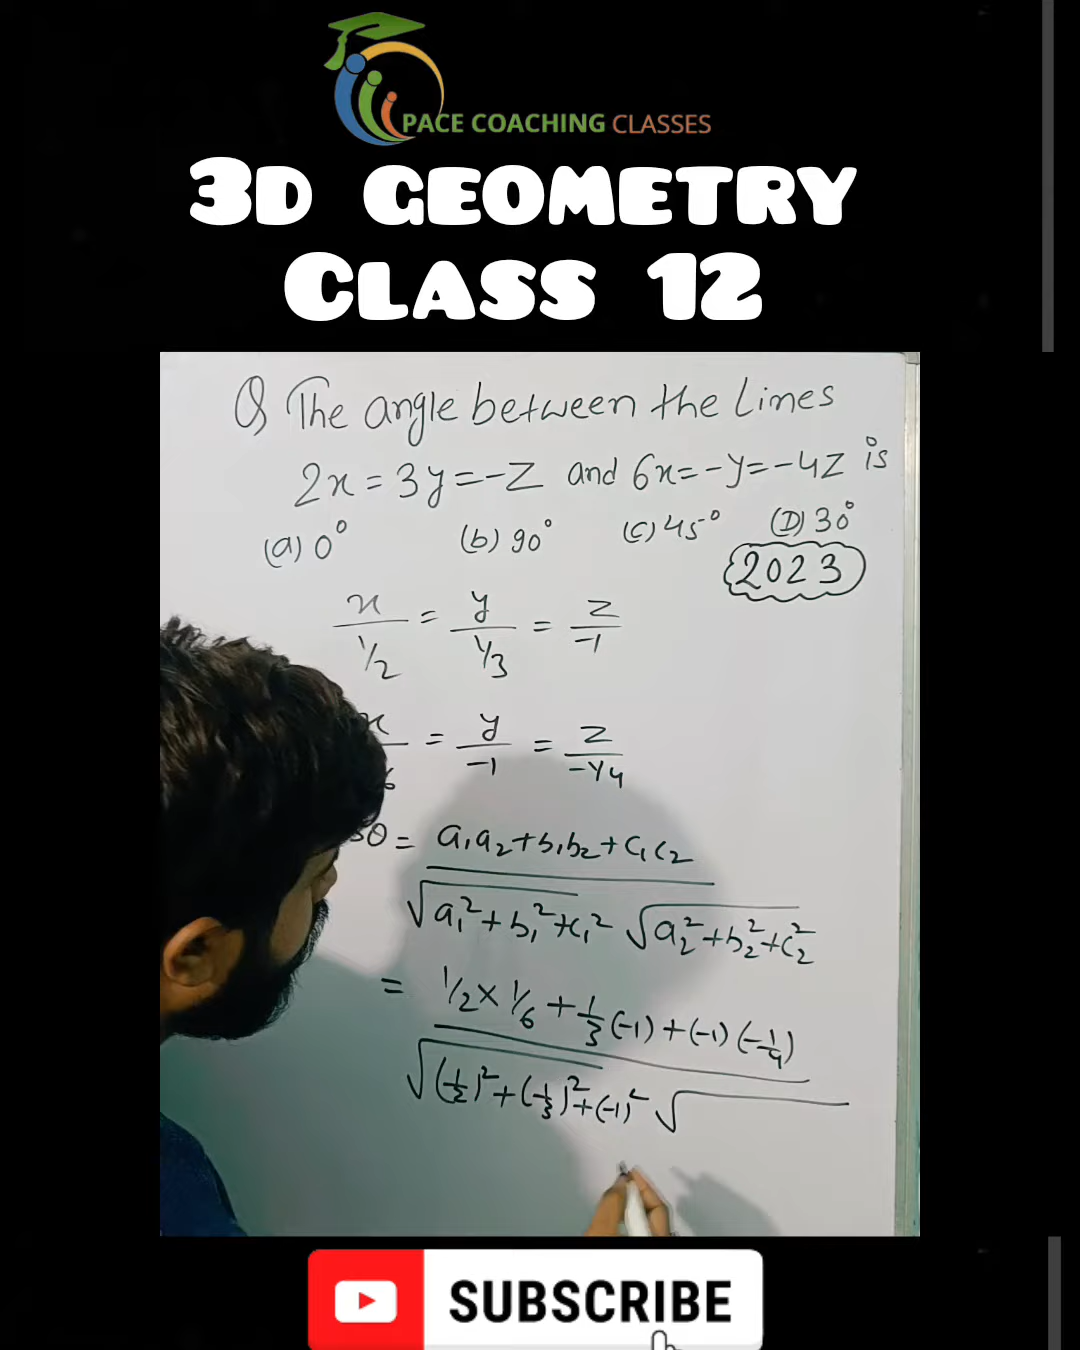 PACE COACHING CLASSES
3D GEOMETRY
CLASS 12
Q The angle between the Lines
2x = 3y = -Z and 6x = -y = -4Z is
(a) 0° (b) 90° (C) 45° (D) 30°
2023
x/1/2 = y/1/3 = Z/-1
= y/-1 = Z/-1/4
θ = a₁a₂+b₁b₂+c₁c₂
√a₁²+b₁²+c₁² √a₂²+b₂²+c₂²
= 1/2 × 1/6 + 1/3 (-1) + (-1) (-1/4)
√(1/2)²+(1/3)²+(-1)² √
SUBSCRIBE